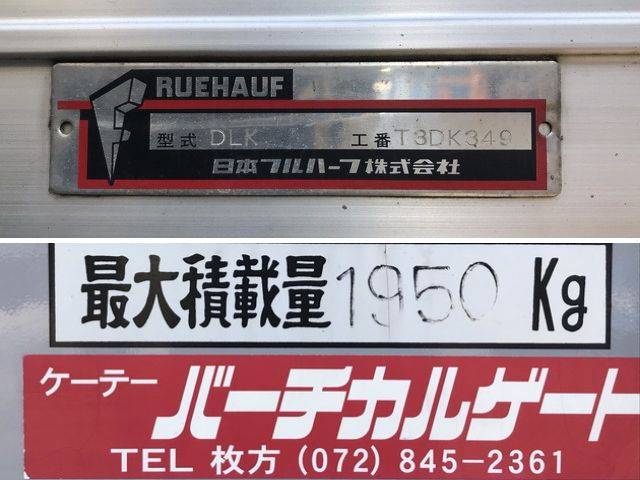 FRUEHAUF
型式 DLK 工番 T3DK349
日本フルハーフ株式会社
最大積載量 1950 Kg
ケーテー バーチカルゲート
TEL 枚方 (072) 845-2361